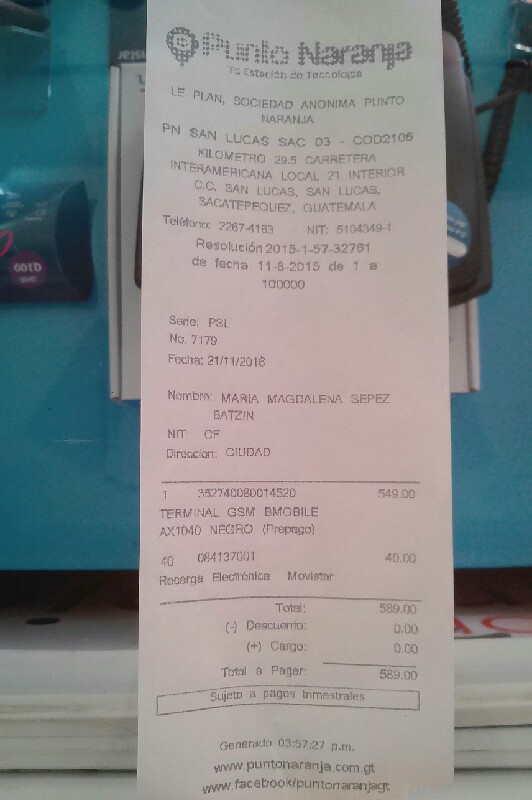 Punto Naranja
Tu Estación de Tecnología
LE PLAN, SOCIEDAD ANONIMA PUNTO
NARANJA
PN SAN LUCAS SAC 03 - COD2105
KILOMETRO 29.5 CARRETERA
INTERAMERICANA LOCAL 21 INTERIOR
C.C. SAN LUCAS, SAN LUCAS,
SACATEPEQUEZ, GUATEMALA
Teléfono: 2267-4163 NIT: 5104349-1
Resolución 2015-1-57-32761
de fecha 11-8-2015 de 1 a
100000
Serie: PSL
No. 7179
Fecha: 21/11/2016
Nombre: MARIA MAGDALENA SEPEZ
BATZIN
NIT: CF
Direccion: CIUDAD
1 352740080014520 549.00
TERMINAL GSM BMOBILE
AX1040 NEGRO (Prepago)
40 084137001 40.00
Recarga Electrónica Movistar
Total: 589.00
(-) Descuento: 0.00
(+) Cargo: 0.00
Total a Pagar: 589.00
Sujeto a pagos trimestrales
Generado 03:57:27 p.m.
www.puntonaranja.com.gt
www.facebook/puntonaranjagt